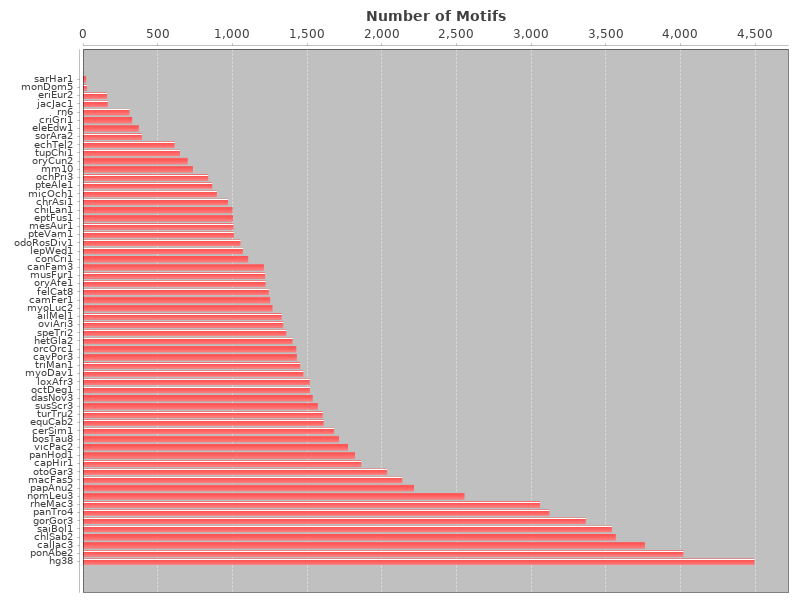 Number of Motifs
0 500 1,000 1,500 2,000 2,500 3,000 3,500 4,000 4,500
sarHar1
monDom5
eriEur2
jacJac1
rn6
criGri1
eleEdw1
sorAra2
echTel2
tupChi1
oryCun2
mm10
ochPri3
pteAle1
micOch1
chrAsi1
chiLan1
eptFus1
mesAur1
pteVam1
odoRosDiv1
lepWed1
conCri1
canFam3
musFur1
oryAfe1
felCat8
camFer1
myoLuc2
ailMel1
oviAri3
speTri2
hetGla2
orcOrc1
cavPor3
triMan1
myoDav1
loxAfr3
octDeg1
dasNov3
susScr3
turTru2
equCab2
cerSim1
bosTau8
vicPac2
panHod1
capHir1
otoGar3
macFas5
papAnu2
nomLeu3
rheMac3
panTro4
gorGor3
saiBol1
chlSab2
calJac3
ponAbe2
hg38